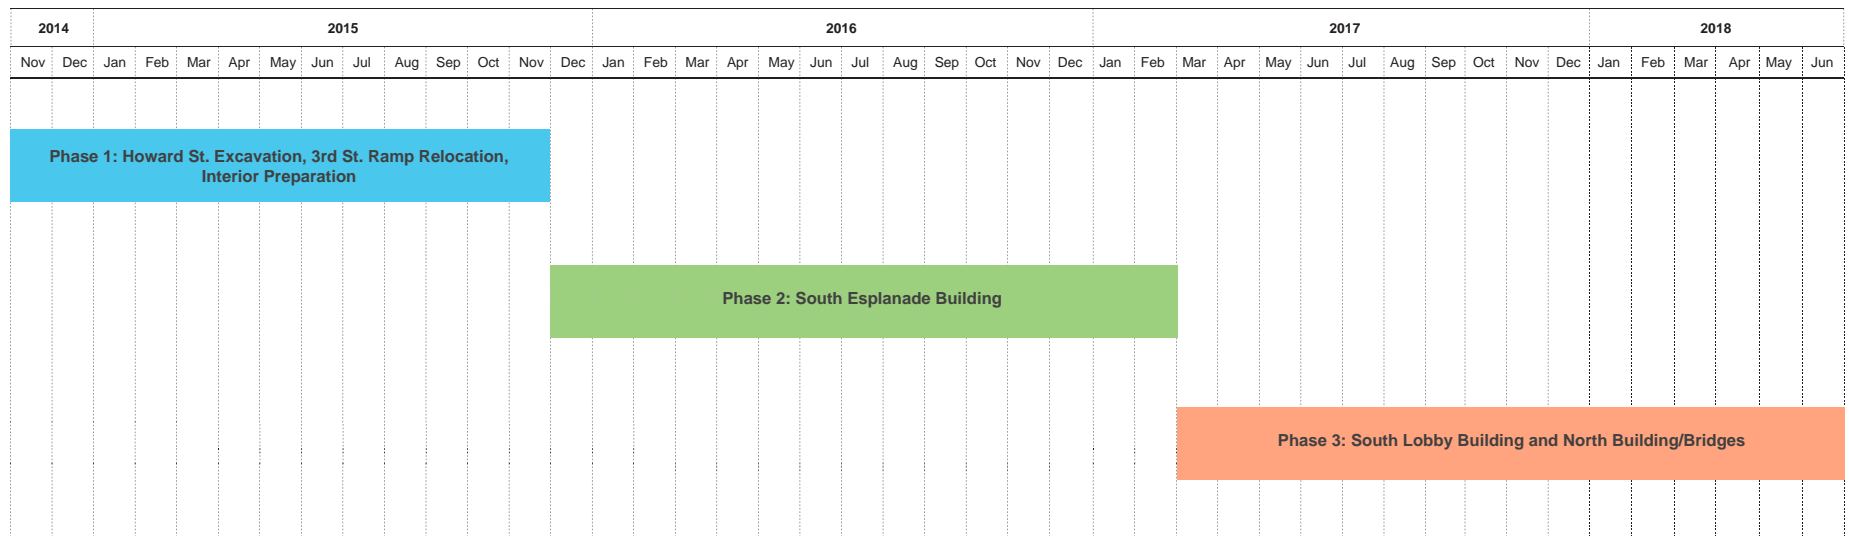 2014 2015 2016 2017 2018
Nov Dec Jan Feb Mar Apr May Jun Jul Aug Sep Oct Nov Dec Jan Feb Mar Apr May Jun Jul Aug Sep Oct Nov Dec Jan Feb Mar Apr May Jun Jul Aug Sep Oct Nov Dec Jan Feb Mar Apr May Jun
Phase 1: Howard St. Excavation, 3rd St. Ramp Relocation,
Interior Preparation
Phase 2: South Esplanade Building
Phase 3: South Lobby Building and North Building/Bridges